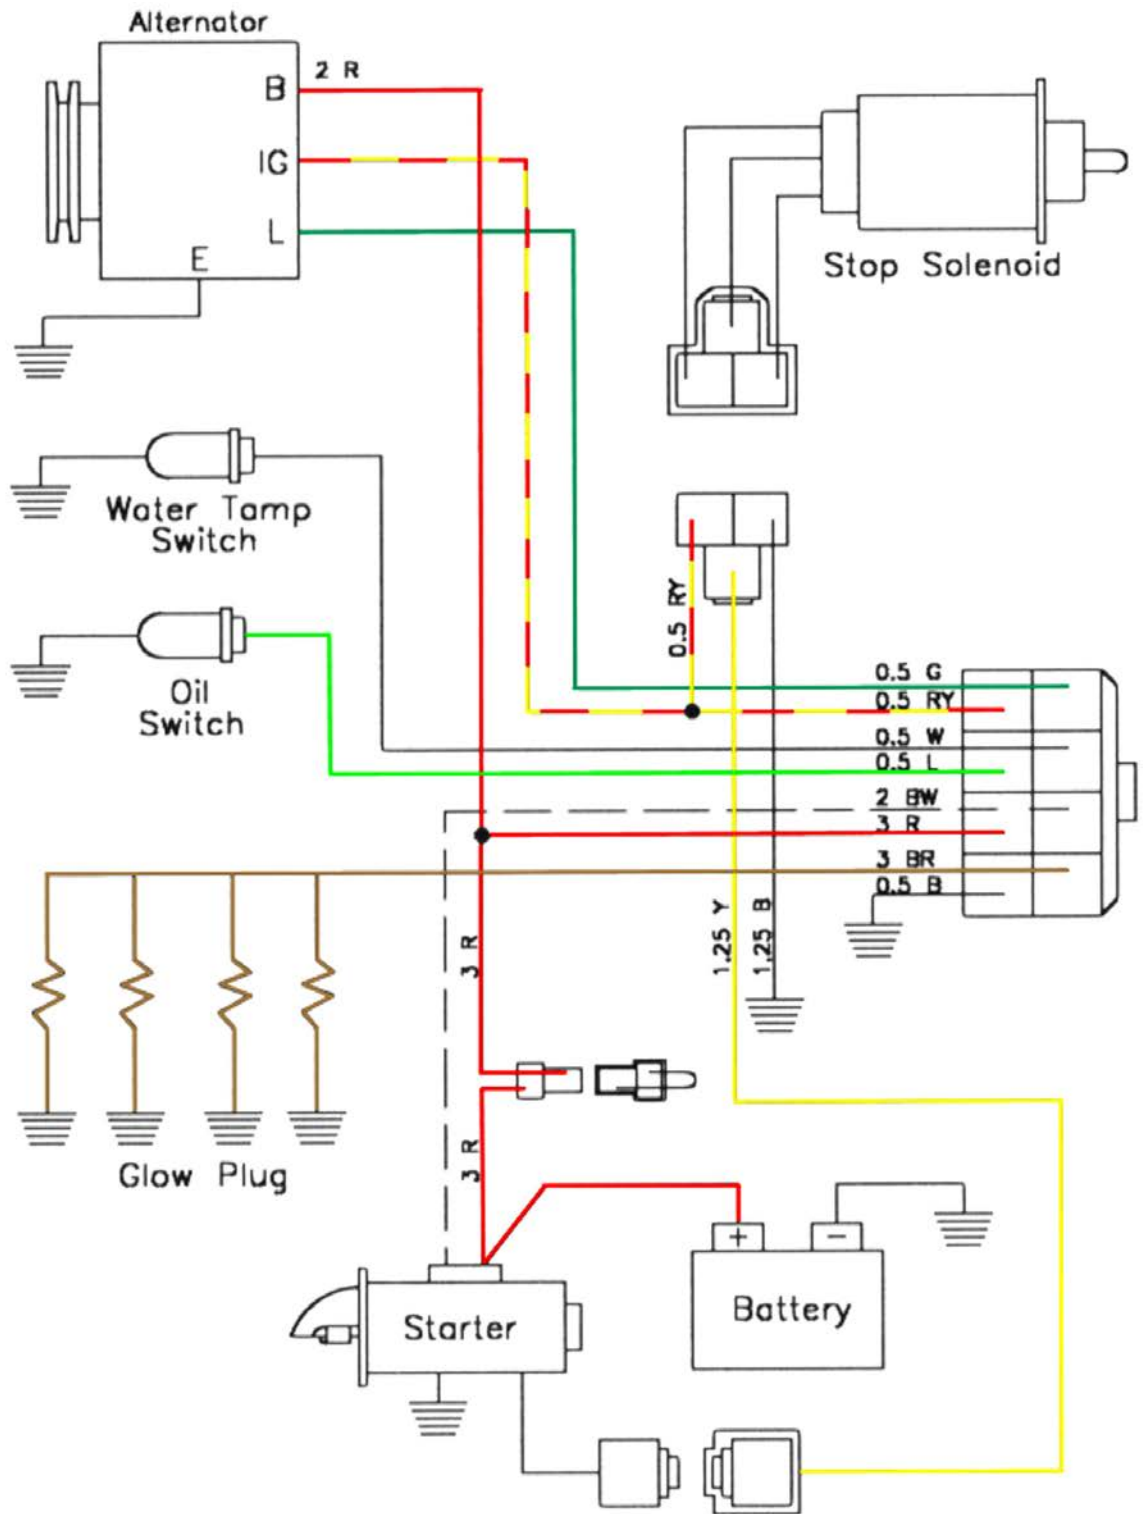 Alternator
B
2 R
IG
L
E
Stop Solenoid
Water Tamp
Switch
0.5 RY
Oil
Switch
0.5 G
0.5 RY
0.5 W
0.5 L
2 BW
3 R
3 BR
0.5 B
1.25 Y
1.25 B
3 R
3 R
Glow Plug
+
−
Battery
Starter